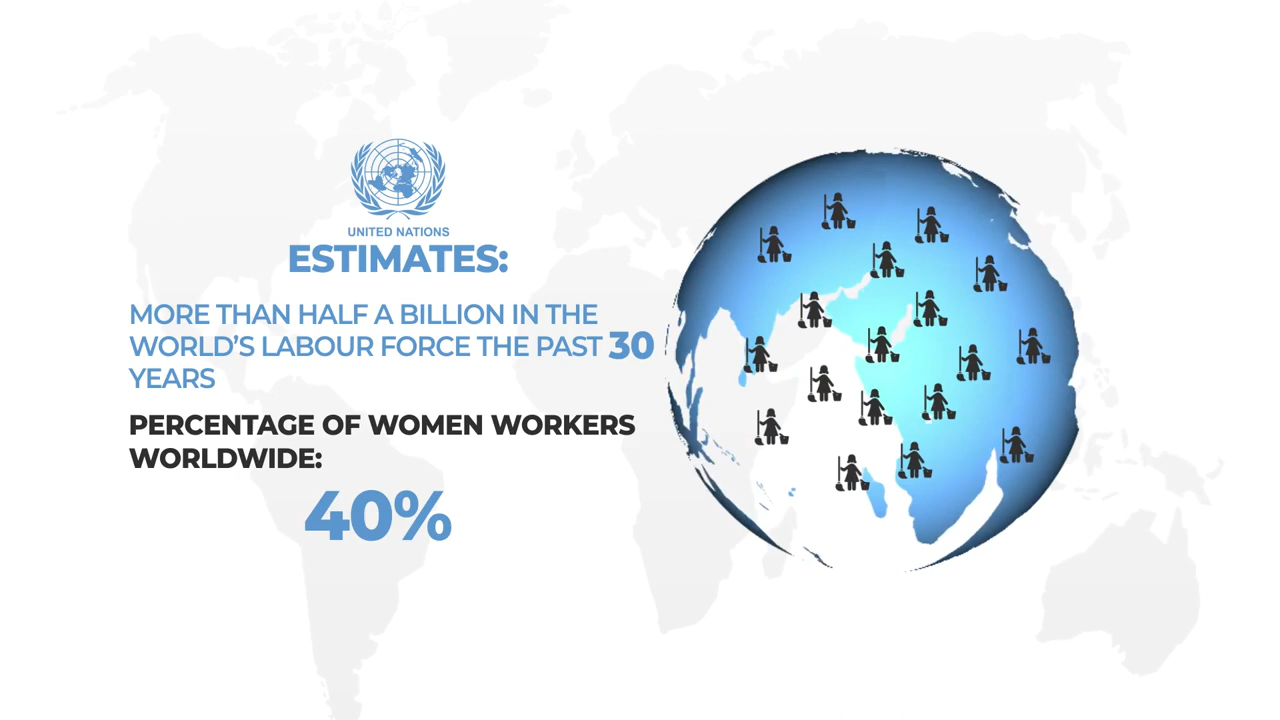 UNITED NATIONS
ESTIMATES:
MORE THAN HALF A BILLION IN THE
WORLD’S LABOUR FORCE THE PAST 30
YEARS
PERCENTAGE OF WOMEN WORKERS
WORLDWIDE:
40%